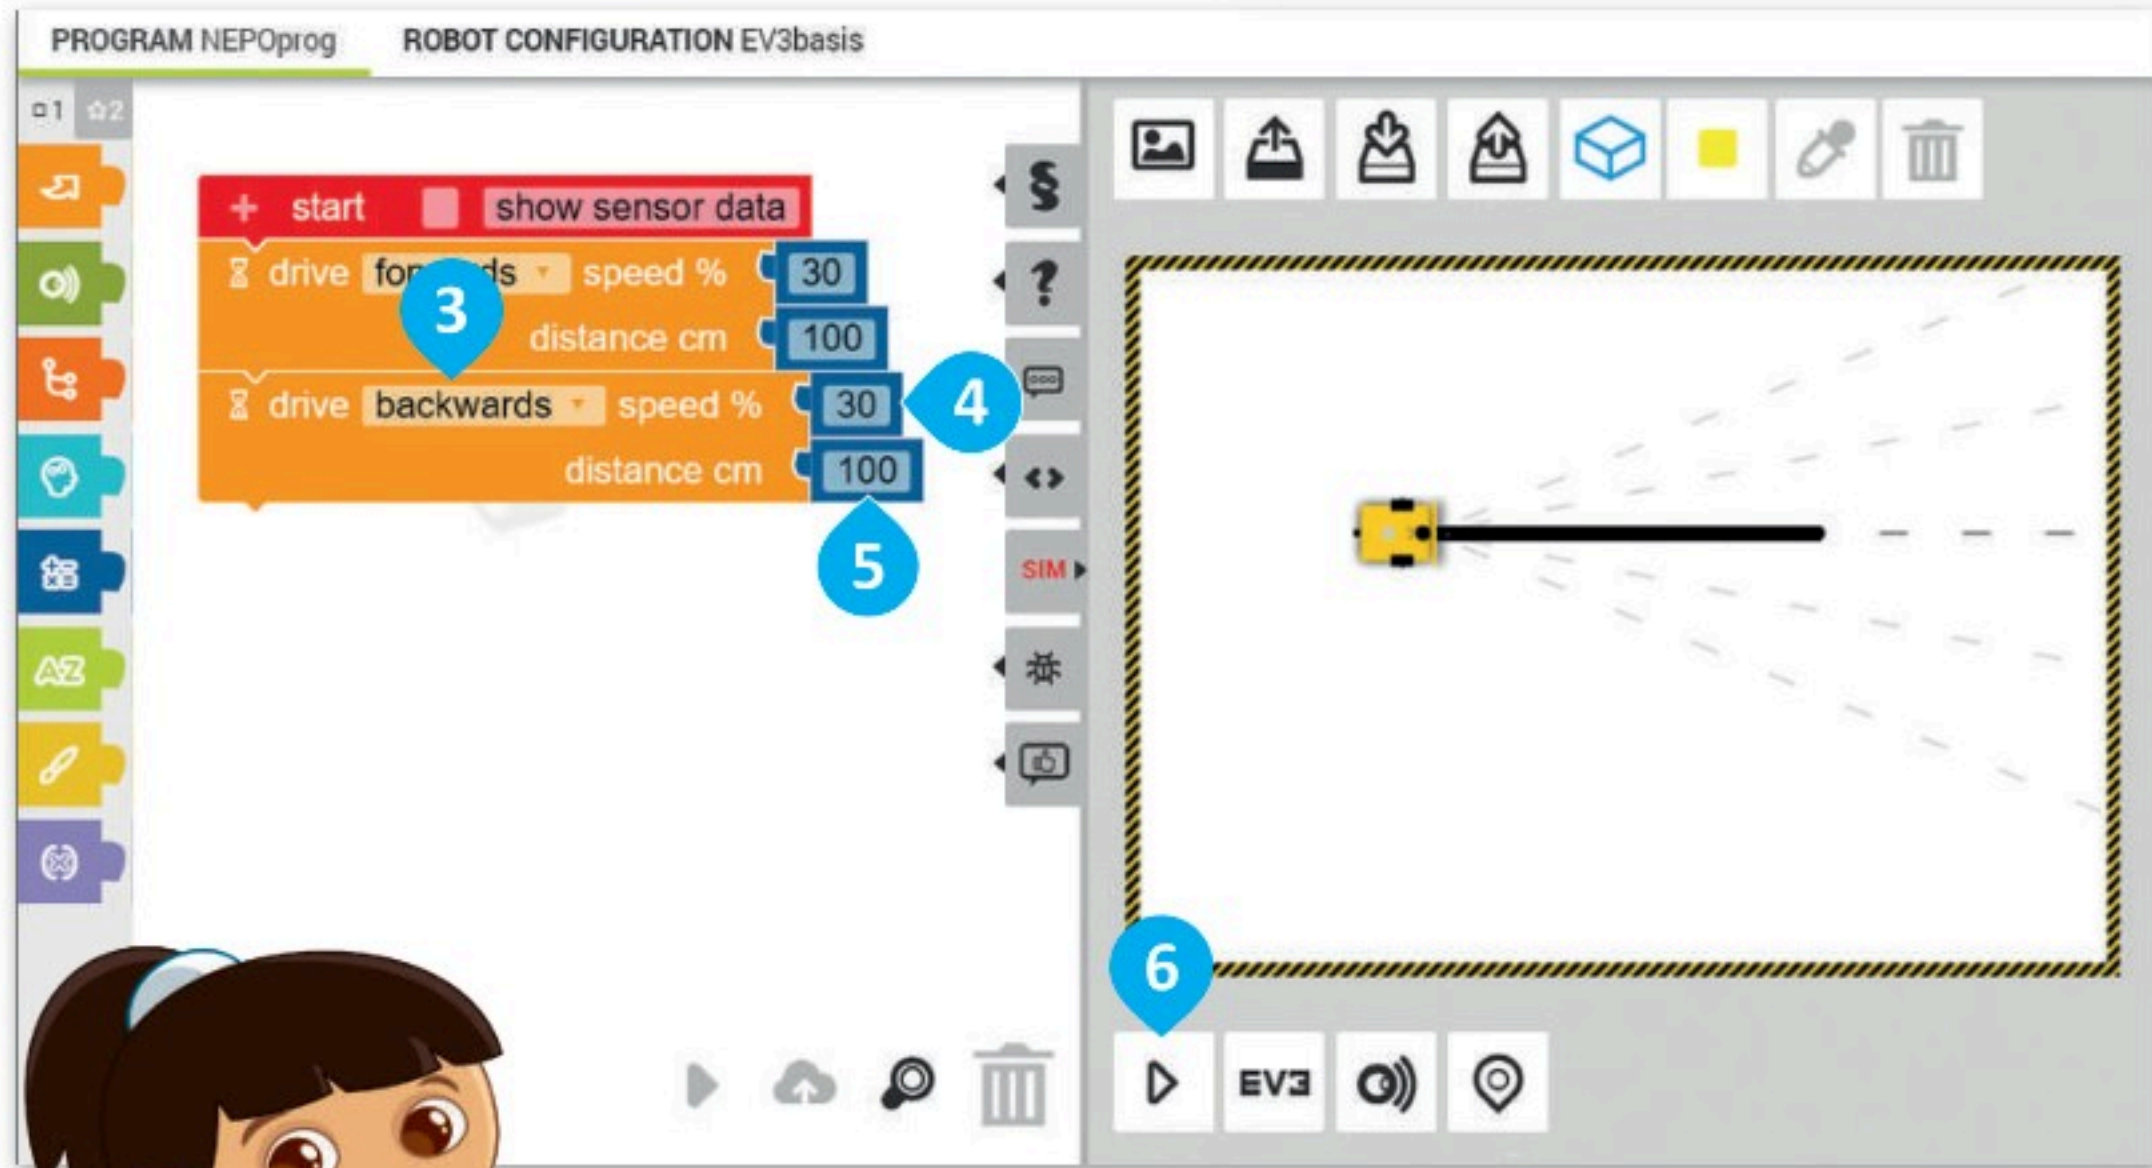 PROGRAM NEPOprog ROBOT CONFIGURATION EV3basis
1 2
+ start show sensor data
drive speed % 30
3
distance cm 100
drive backwards speed % 30 4
distance cm 100
5
SIM
AZ
6
EV3